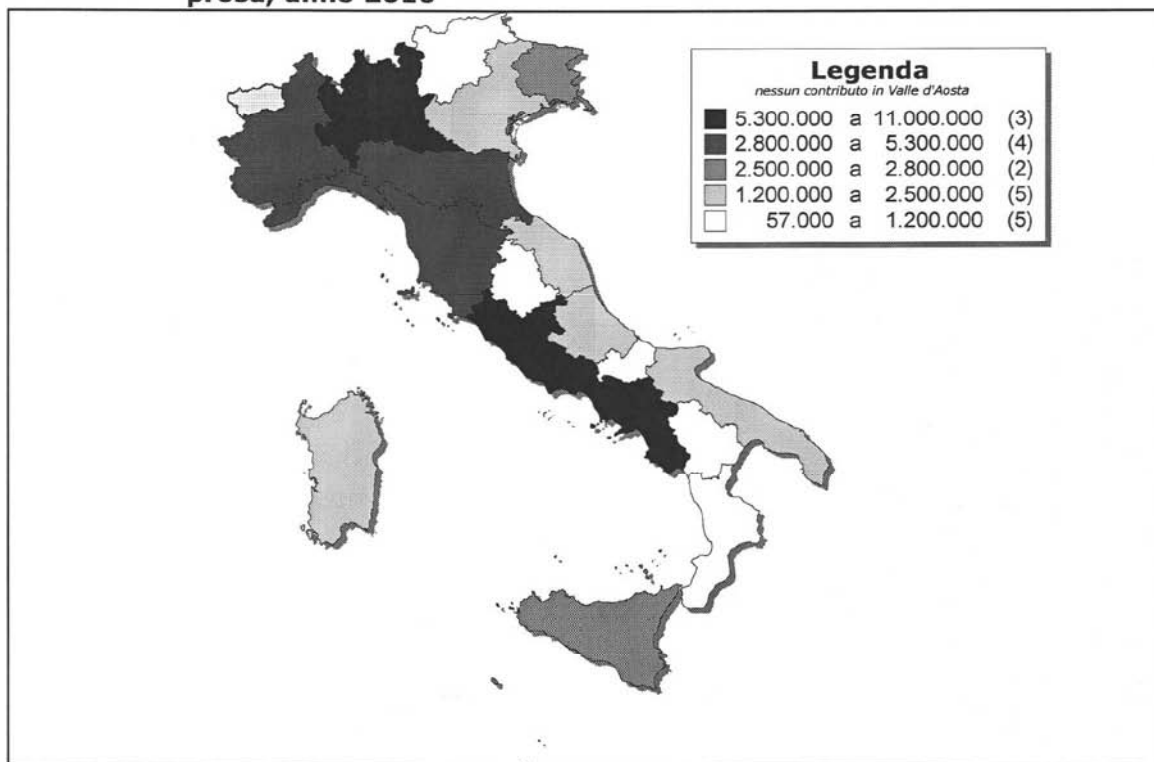 presa, anno
Legenda
nessun contributo in Valle d'Aosta
5.300.000 a 11.000.000 (3)
2.800.000 a 5.300.000 (4)
2.500.000 a 2.800.000 (2)
1.200.000 a 2.500.000 (5)
57.000 a 1.200.000 (5)